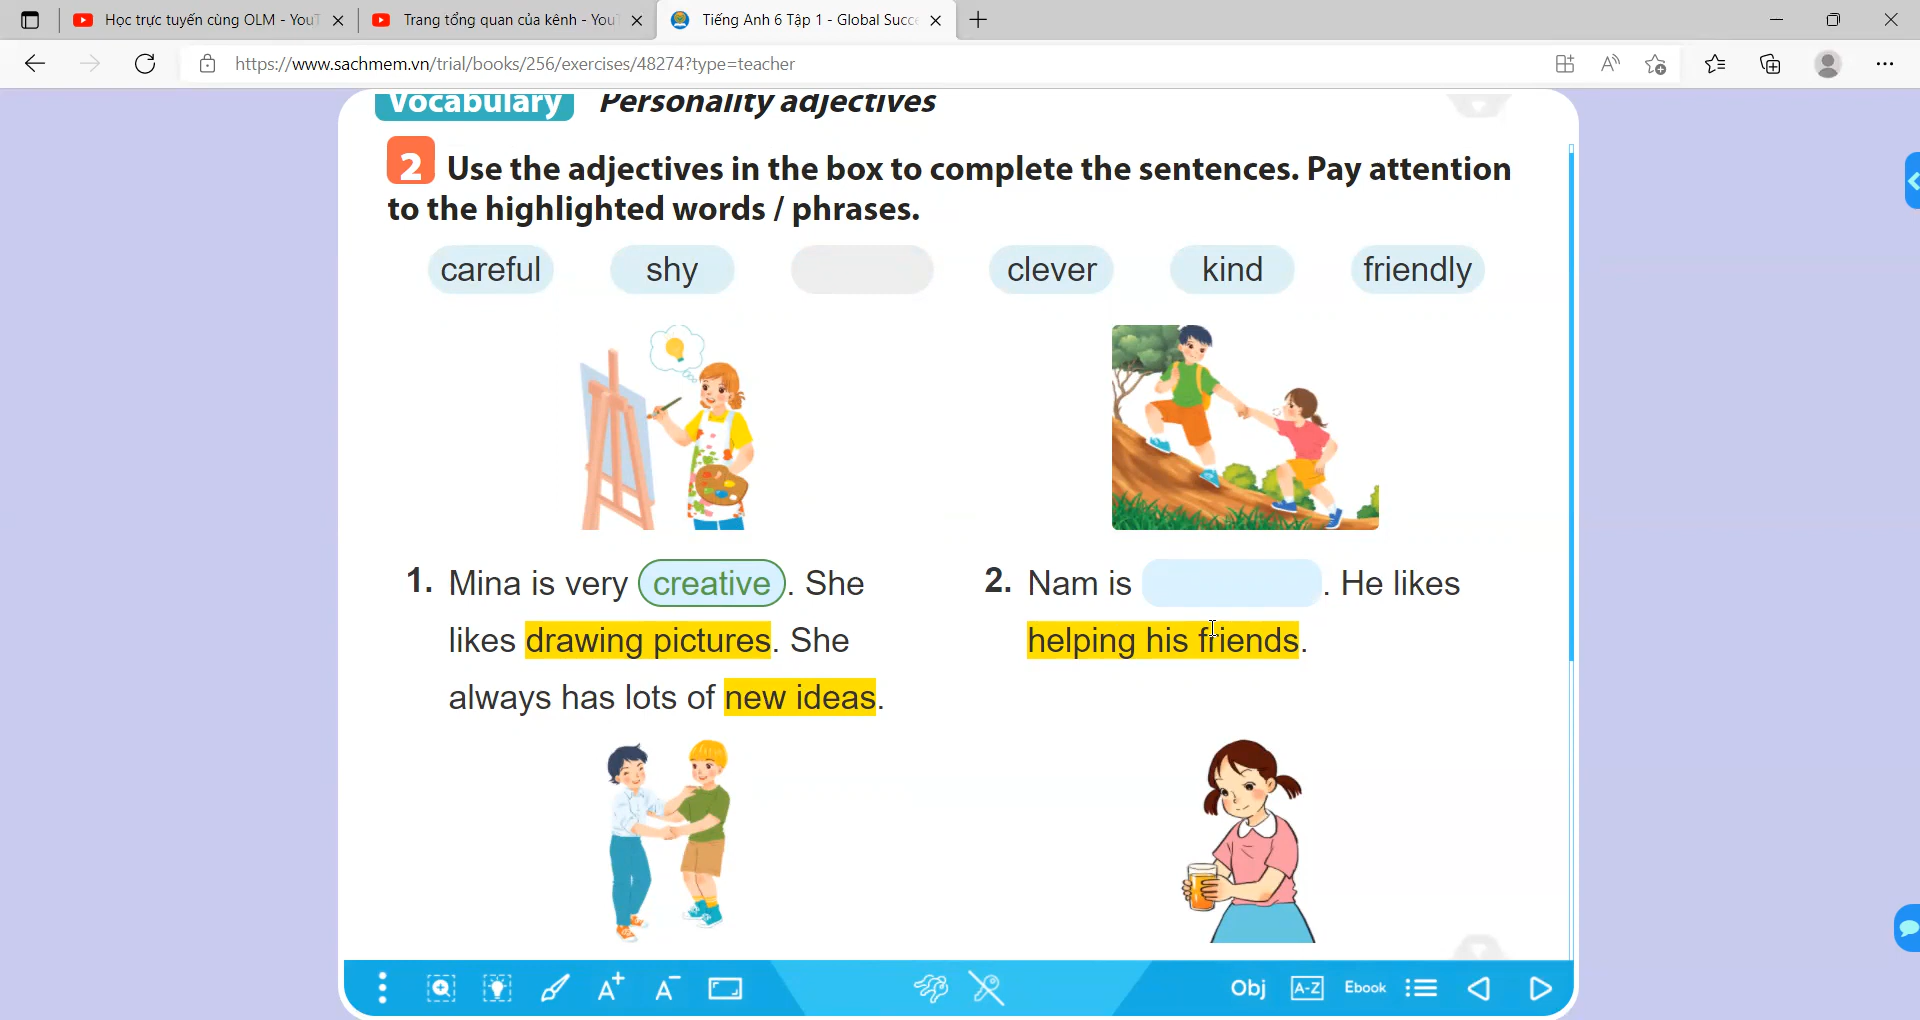 Học trực tuyến cùng OLM - YouT
Trang tổng quan của kênh - You
Tiếng Anh 6 Tập 1 - Global Succe
https://www.sachmem.vn/trial/books/256/exercises/48274?type=teacher
Vocabulary Personality adjectives
2 Use the adjectives in the box to complete the sentences. Pay attention
to the highlighted words / phrases.
careful shy clever kind friendly
1. Mina is very creative. She
likes drawing pictures. She
always has lots of new ideas.
2. Nam is . He likes
helping his friends.
A+ A- Obj A-Z Ebook